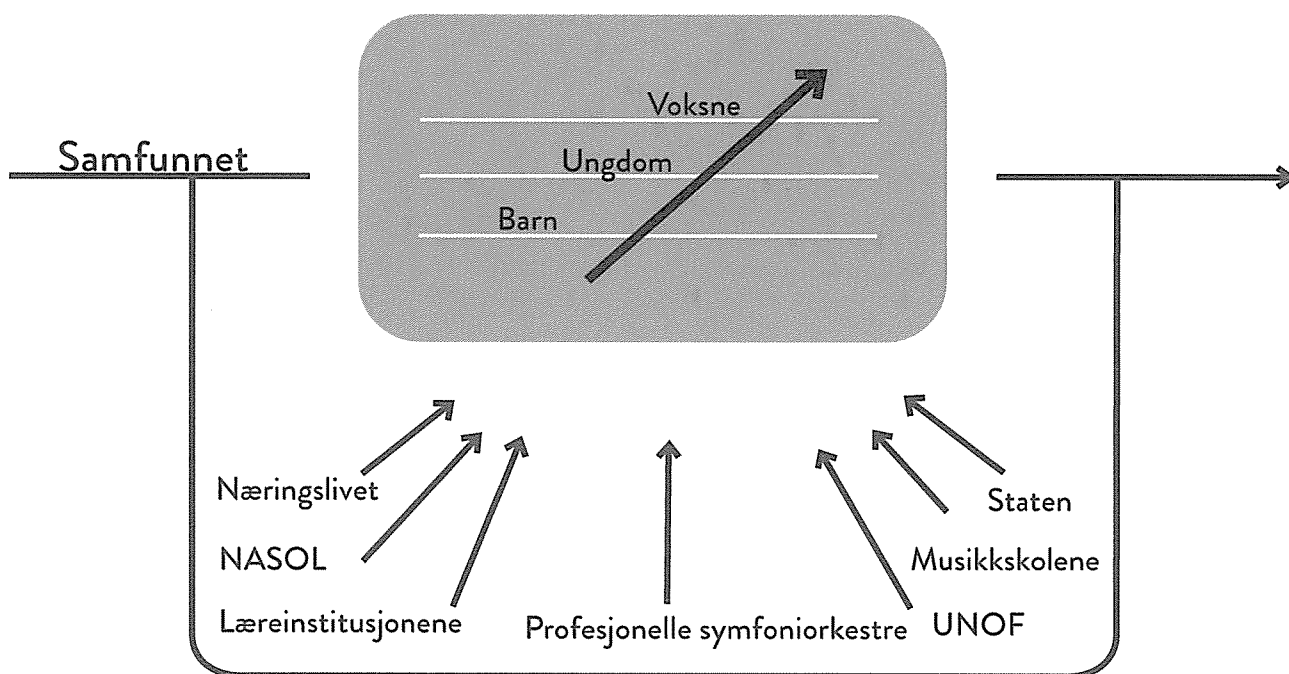 Voksne
Samfunnet
Ungdom
Barn
Næringslivet
Staten
NASOL
Musikkskolene
Læreinstitusjonene
Profesjonelle symfoniorkestre
UNOF